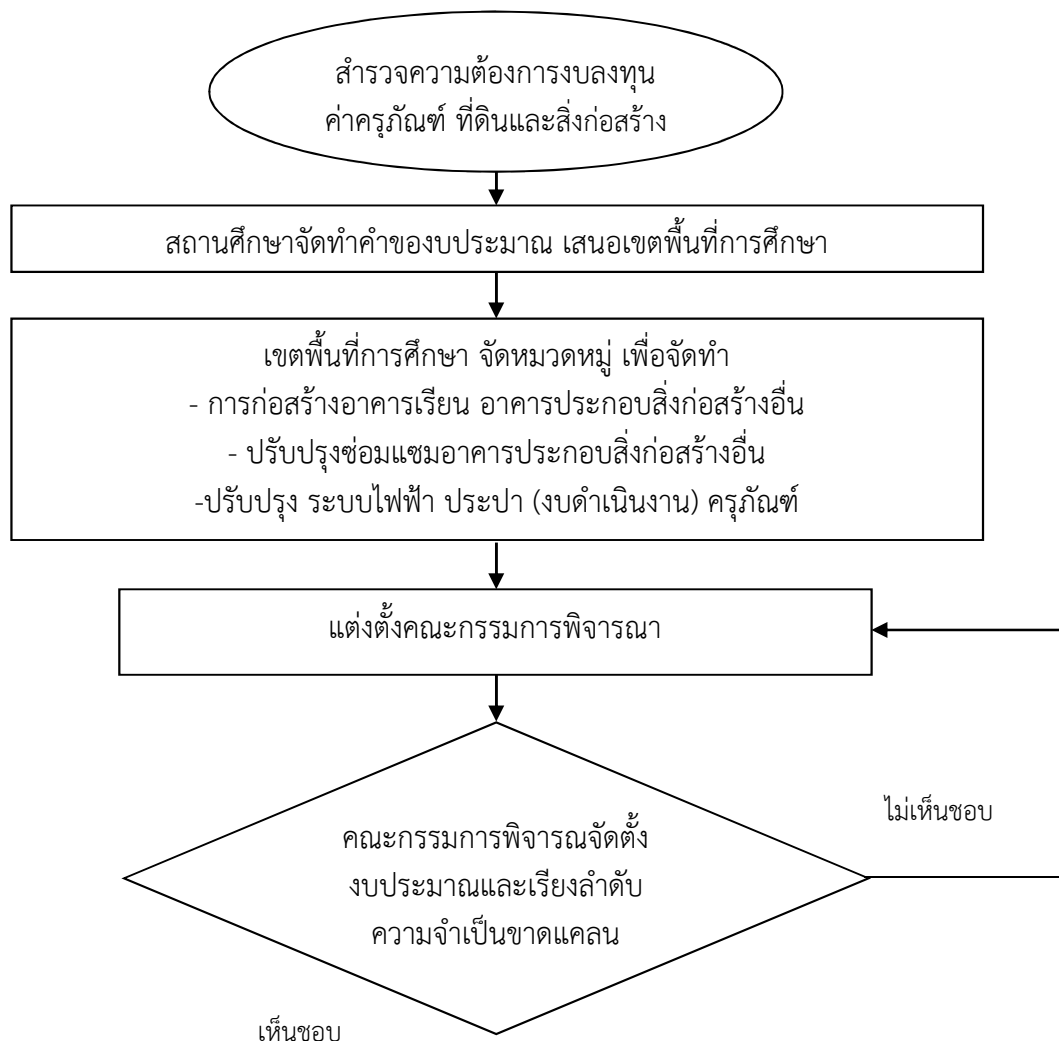 สำรวจความต้องการงบลงทุน
ค่าครุภัณฑ์ ที่ดินและสิ่งก่อสร้าง
สถานศึกษาจัดทำคำของบประมาณ เสนอเขตพื้นที่การศึกษา
เขตพื้นที่การศึกษา จัดหมวดหมู่ เพื่อจัดทำ
- การก่อสร้างอาคารเรียน อาคารประกอบสิ่งก่อสร้างอื่น
- ปรับปรุงซ่อมแซมอาคารประกอบสิ่งก่อสร้างอื่น
-ปรับปรุง ระบบไฟฟ้า ประปา (งบดำเนินงาน) ครุภัณฑ์
แต่งตั้งคณะกรรมการพิจารณา
ไม่เห็นชอบ
คณะกรรมการพิจารณจัดตั้ง
งบประมาณและเรียงลำดับ
ความจำเป็นขาดแคลน
เห็นชอบ